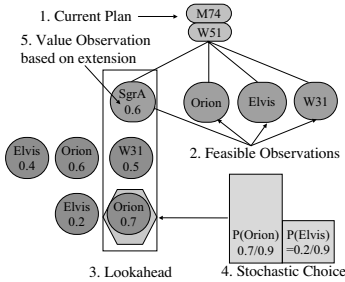 1. Current Plan
M74
W51
5. Value Observation
based on extension
SgrA
0.6
Orion
Elvis
W31
2. Feasible Observations
Elvis
0.4
Orion
0.6
W31
0.5
Elvis
0.2
Orion
0.7
P(Orion)
0.7/0.9
P(Elvis)
=0.2/0.9
3. Lookahead
4. Stochastic Choice